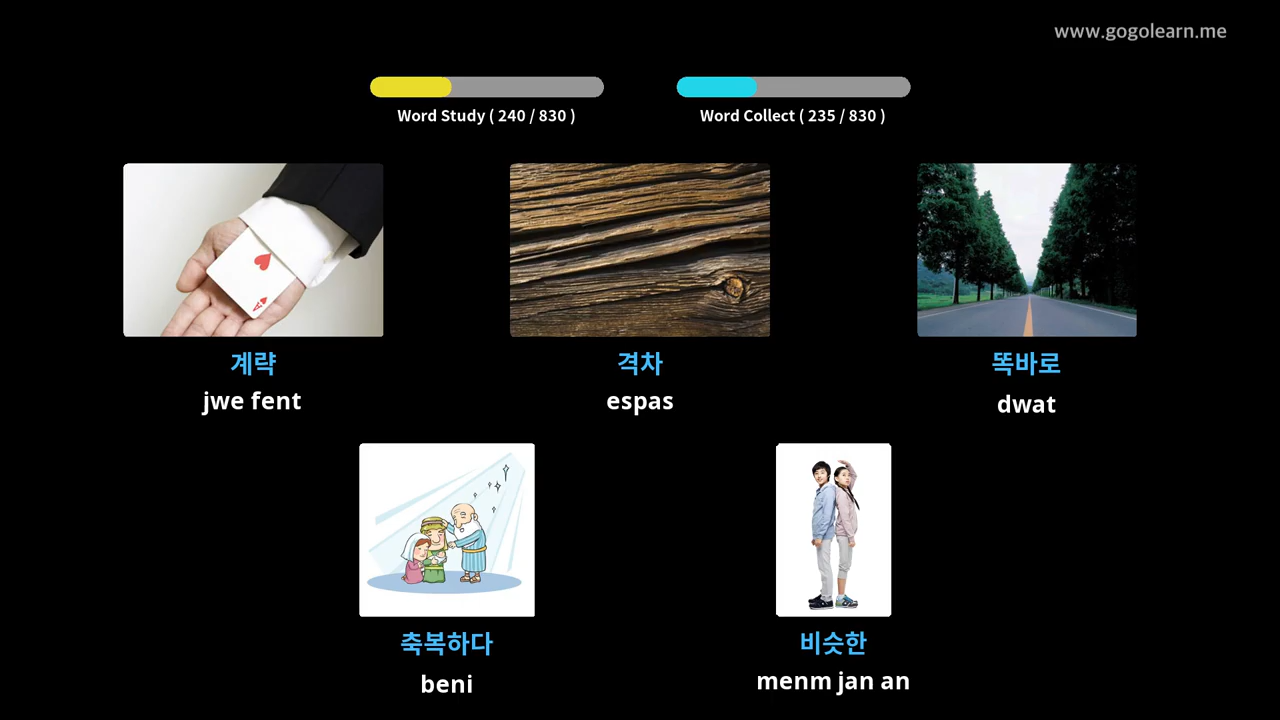 www.gogolearn.me
Word Study ( 240 / 830 )
Word Collect ( 235 / 830 )
계략
jwe fent
격차
espas
똑바로
dwat
축복하다
beni
비슷한
menm jan an